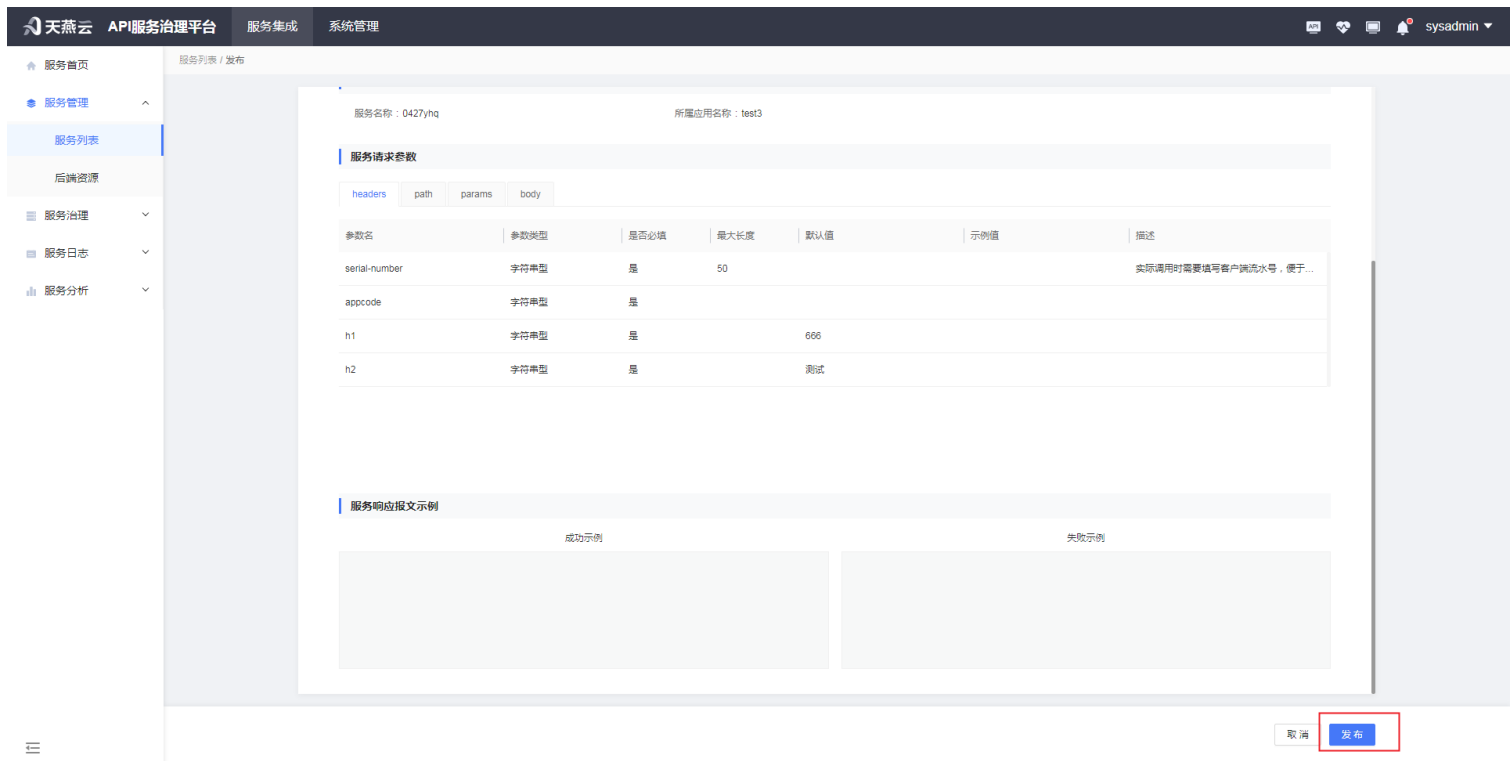 天燕云 API服务治理平台 服务集成 系统管理 API sysadmin
服务首页
服务列表 / 发布
服务管理
服务列表
后端资源
服务治理
服务日志
服务分析
服务名称：0427yhq 所属应用名称：test3
服务请求参数
headers path params body
参数名 参数类型 是否必填 最大长度 默认值 示例值 描述
serial-number 字符串型 是 50 实际调用时需要填写客户端流水号，便于...
appcode 字符串型 是
h1 字符串型 是 666
h2 字符串型 是 测试
服务响应报文示例
成功示例 失败示例
取消 发布